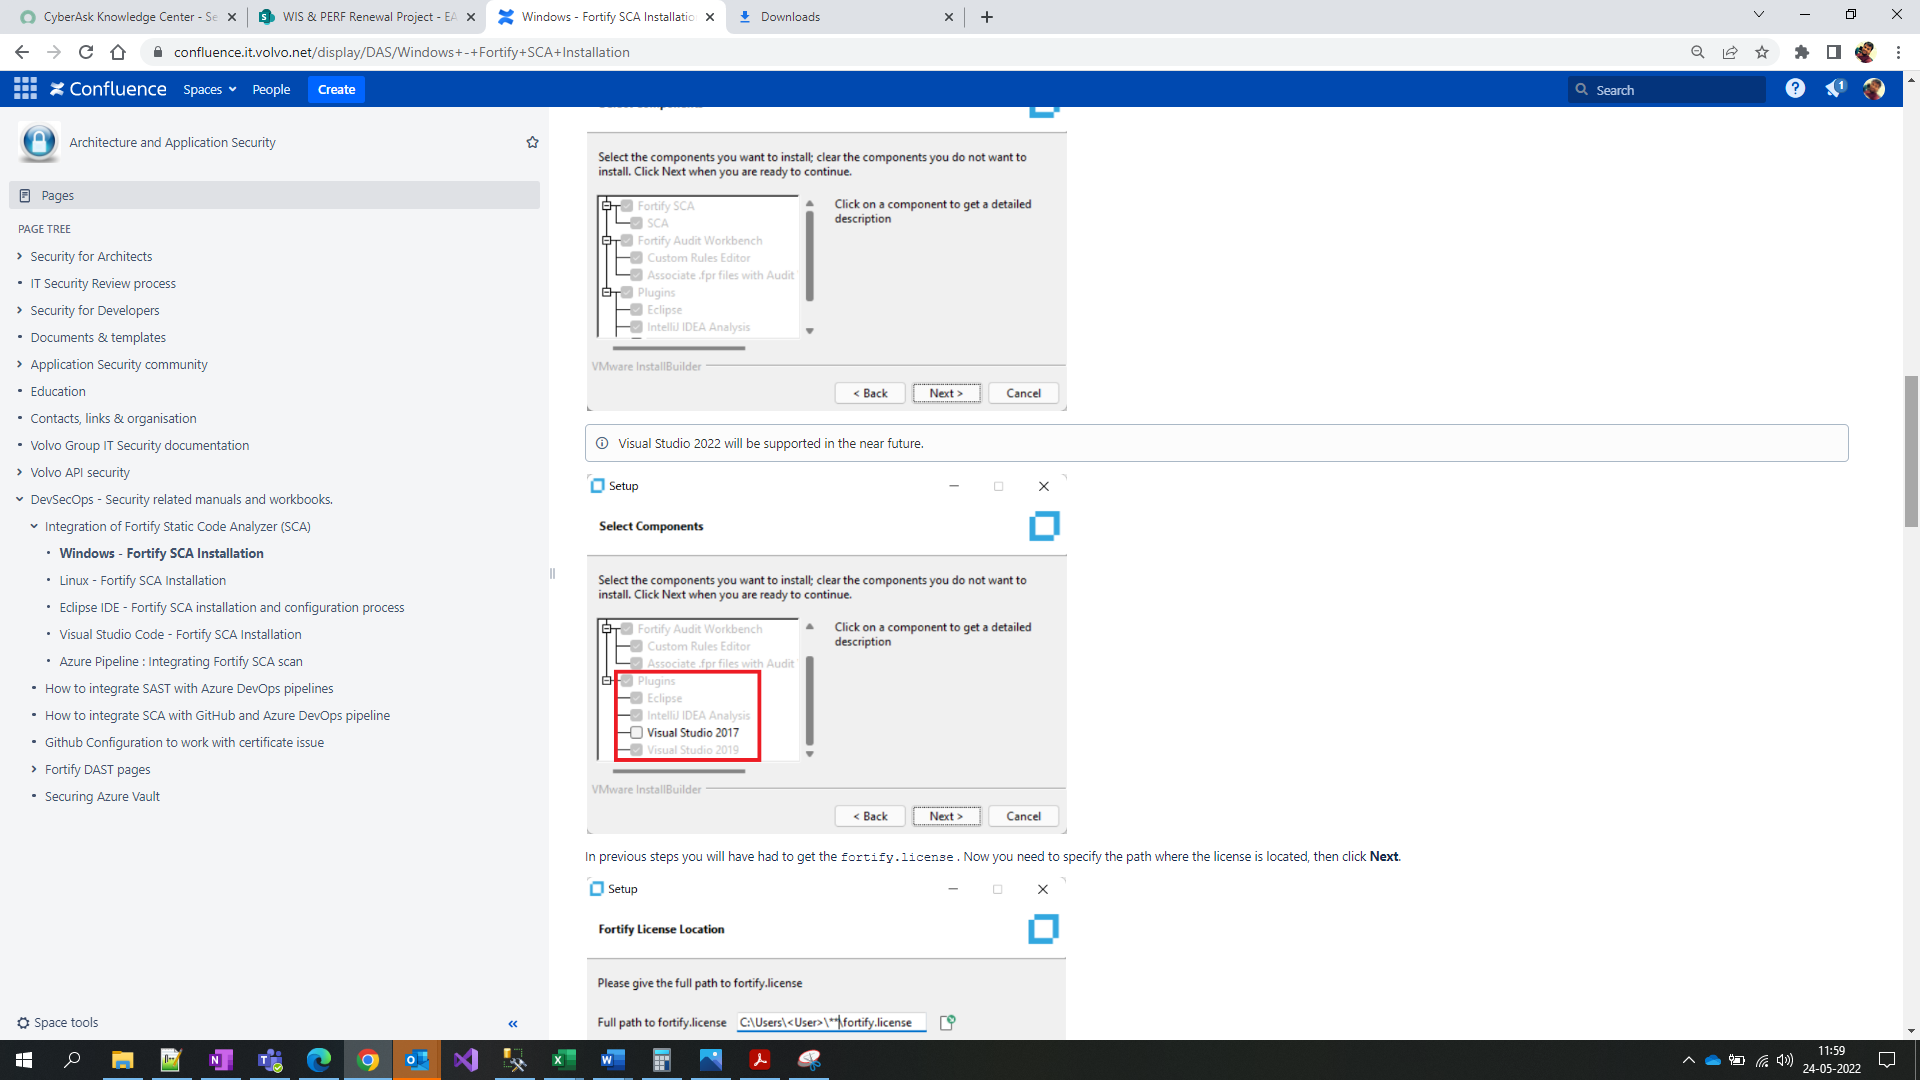 CyberAsk Knowledge Center - Se
WIS & PERF Renewal Project - EA
Windows - Fortify SCA Installatio
Downloads
confluence.it.volvo.net/display/DAS/Windows+-+Fortify+SCA+Installation
Confluence
Spaces
People
Create
Search
1
Architecture and Application Security
Pages
PAGE TREE
Security for Architects
IT Security Review process
Security for Developers
Documents & templates
Application Security community
Education
Contacts, links & organisation
Volvo Group IT Security documentation
Volvo API security
DevSecOps - Security related manuals and workbooks.
Integration of Fortify Static Code Analyzer (SCA)
Windows - Fortify SCA Installation
Linux - Fortify SCA Installation
Eclipse IDE - Fortify SCA installation and configuration process
Visual Studio Code - Fortify SCA Installation
Azure Pipeline : Integrating Fortify SCA scan
How to integrate SAST with Azure DevOps pipelines
How to integrate SCA with GitHub and Azure DevOps pipeline
Github Configuration to work with certificate issue
Fortify DAST pages
Securing Azure Vault
Space tools
Select the components you want to install; clear the components you do not want to
install. Click Next when you are ready to continue.
Fortify SCA
SCA
Fortify Audit Workbench
Custom Rules Editor
Associate .fpr files with Audit
Plugins
Eclipse
IntelliJ IDEA Analysis
Click on a component to get a detailed
description
VMware InstallBuilder
< Back
Next >
Cancel
Visual Studio 2022 will be supported in the near future.
Setup
Select Components
Select the components you want to install; clear the components you do not want to
install. Click Next when you are ready to continue.
Fortify Audit Workbench
Custom Rules Editor
Associate .fpr files with Audit
Plugins
Eclipse
IntelliJ IDEA Analysis
Visual Studio 2017
Visual Studio 2019
Click on a component to get a detailed
description
VMware InstallBuilder
< Back
Next >
Cancel
In previous steps you will have had to get the fortify.license . Now you need to specify the path where the license is located, then click Next.
Setup
Fortify License Location
Please give the full path to fortify.license
Full path to fortify.license
C:\Users\<User>\**\fortify.license
11:59
24-05-2022